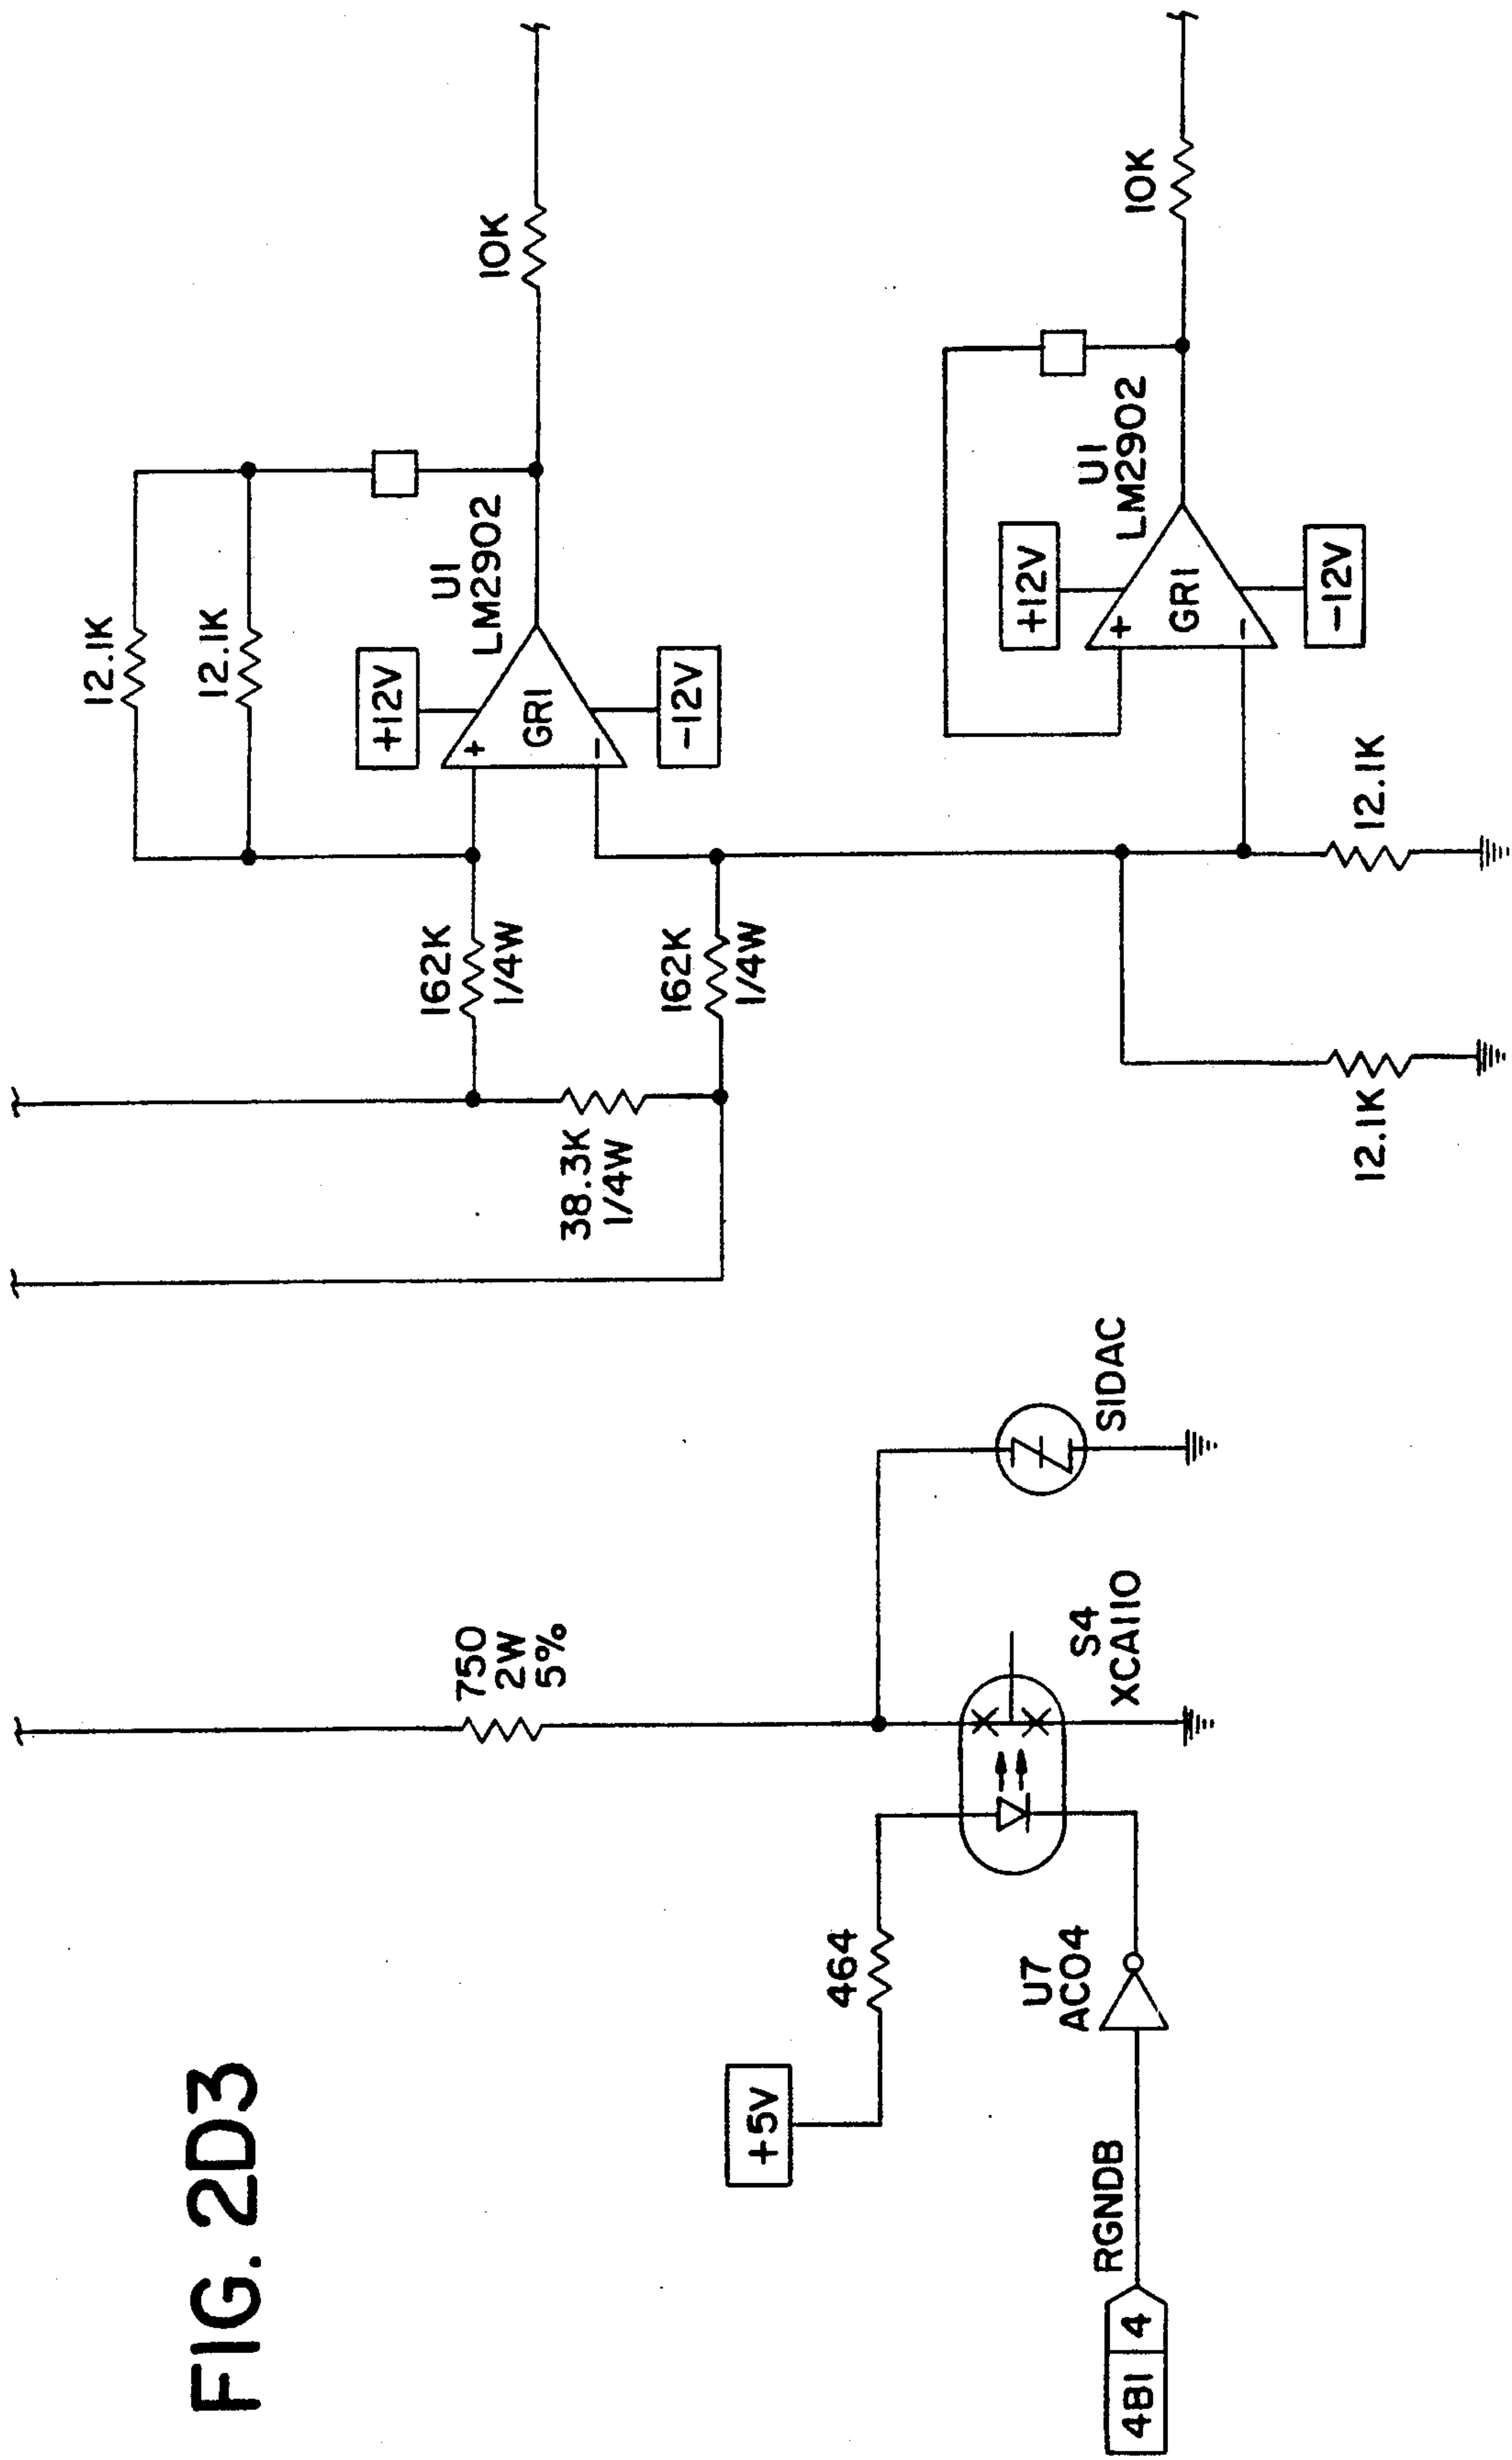 FIG. 2D3
12.1K
12.1K
+12V
U1
LM2902
GR1
+
−
-12V
10K
162K
1/4W
162K
1/4W
38.3K
1/4W
+12V
U1
LM2902
GR1
+
−
-12V
10K
12.1K
12.1K
750
2W
5%
SIDAC
S4
XCA110
+5V
464
U7
AC04
RGNDB
4B1 4